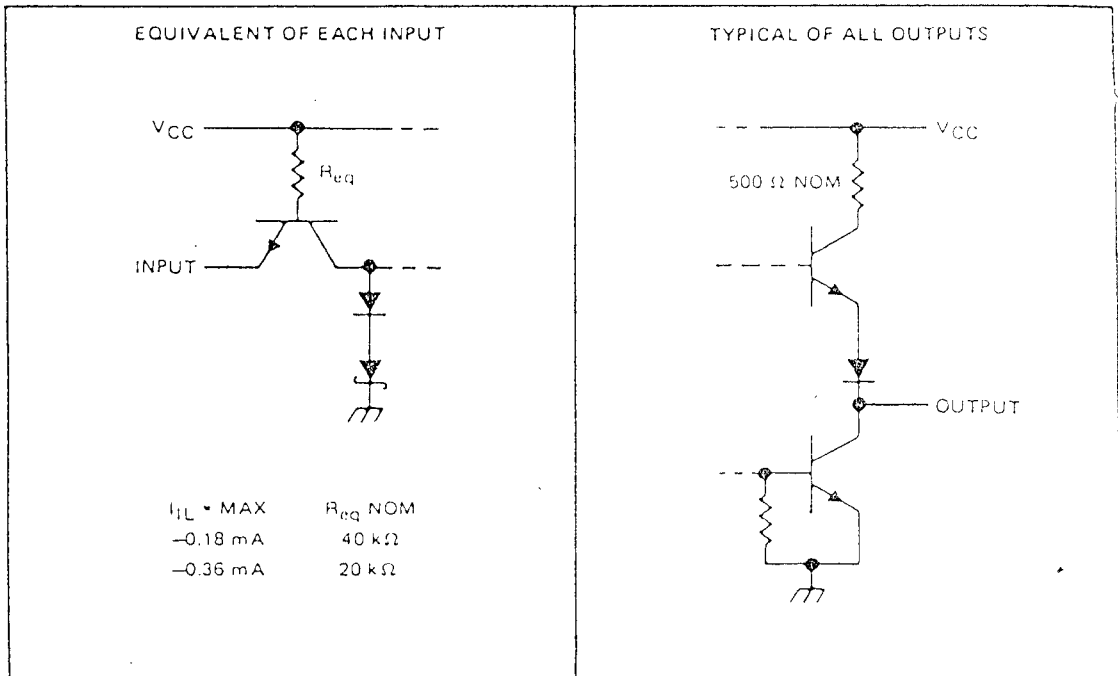 EQUIVALENT OF EACH INPUT
VCC
Req
INPUT
IIL - MAX Req NOM
–0.18 mA 40 kΩ
–0.36 mA 20 kΩ
TYPICAL OF ALL OUTPUTS
VCC
500 Ω NOM
OUTPUT